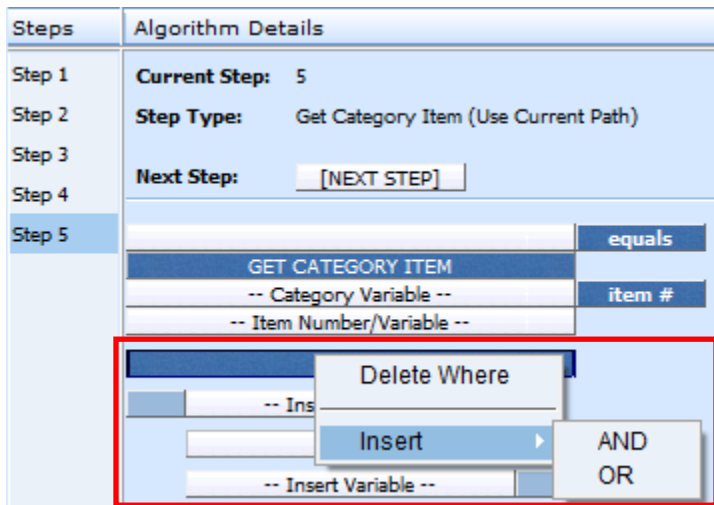 Steps
Algorithm Details
Step 1
Step 2
Step 3
Step 4
Step 5
Current Step: 5
Step Type: Get Category Item (Use Current Path)
Next Step: [NEXT STEP]
equals
GET CATEGORY ITEM
-- Category Variable -- item #
-- Item Number/Variable --
Delete Where
-- Ins
Insert
AND
OR
-- Insert Variable --